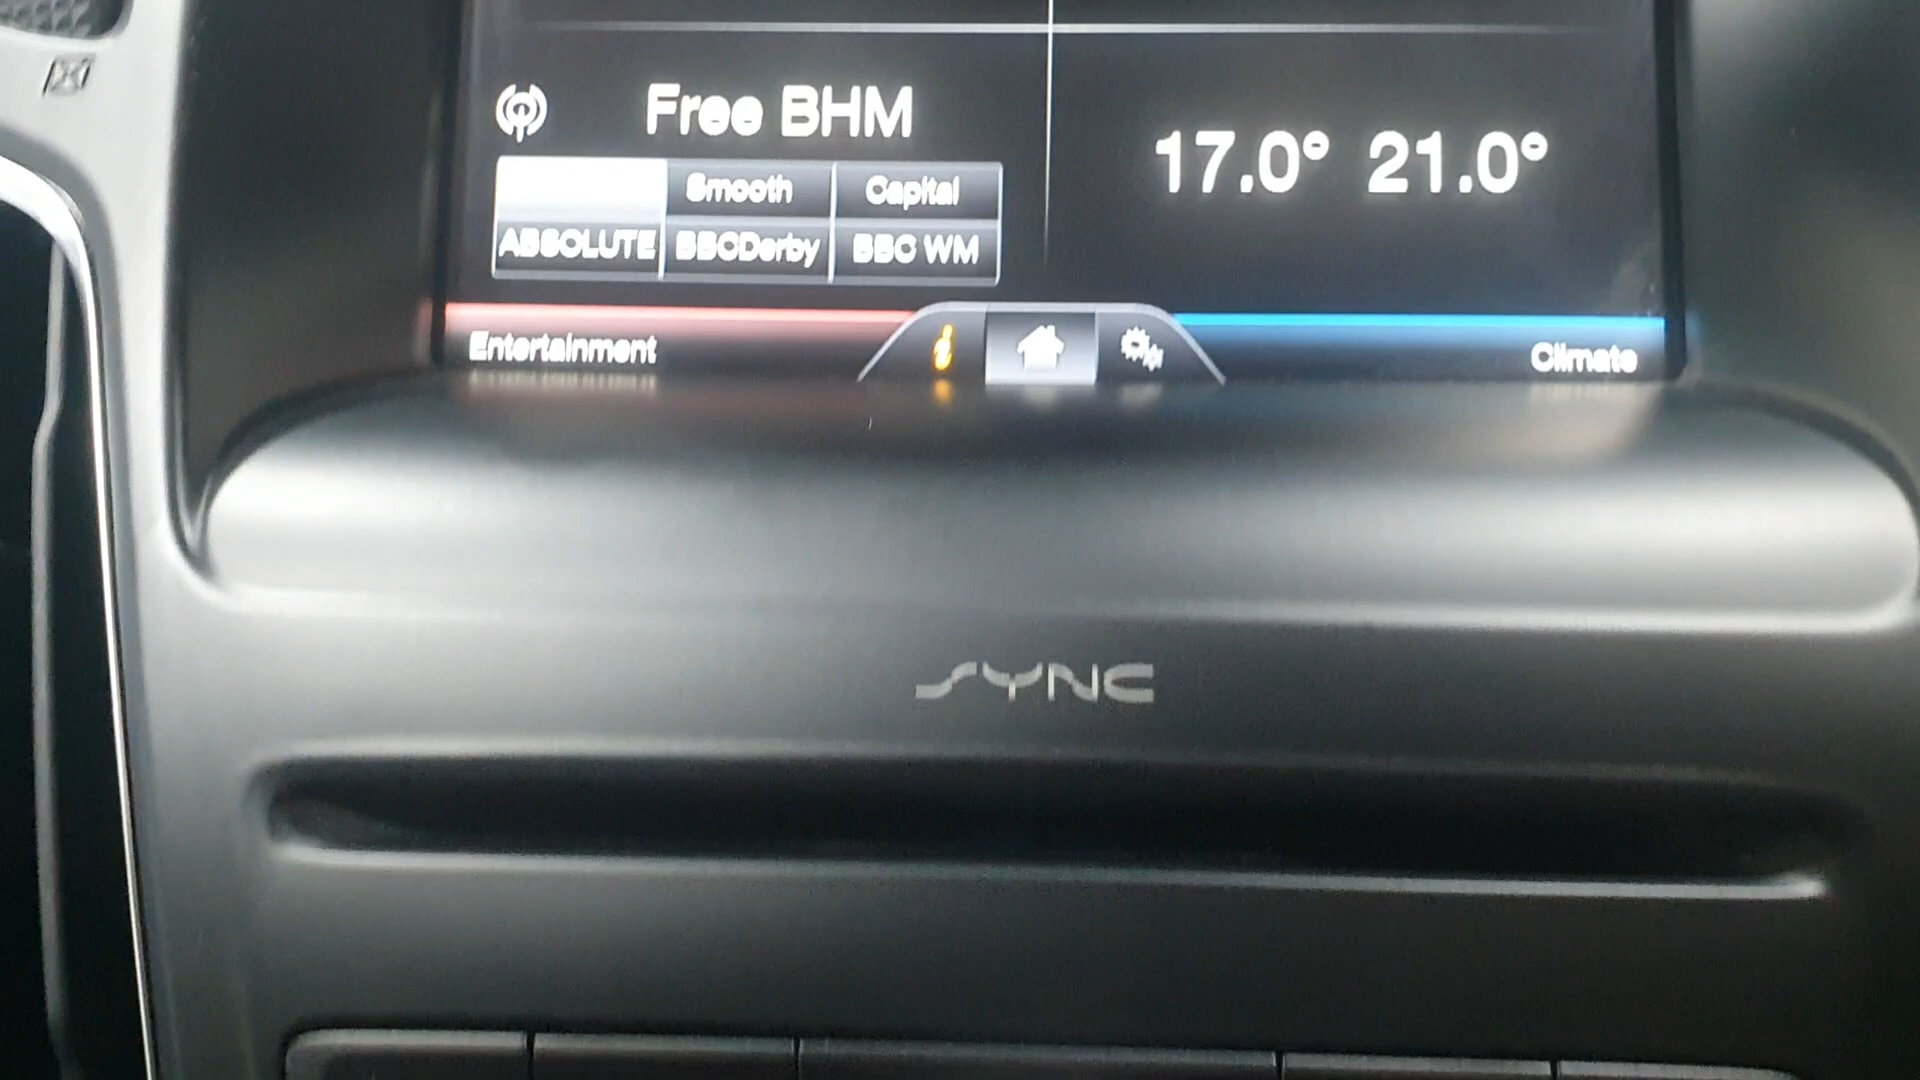 Free BHM
17.0° 21.0°
Smooth Capital
ABSOLUTE BBCDerby BBC WM
Entertainment
Climate
SYNC